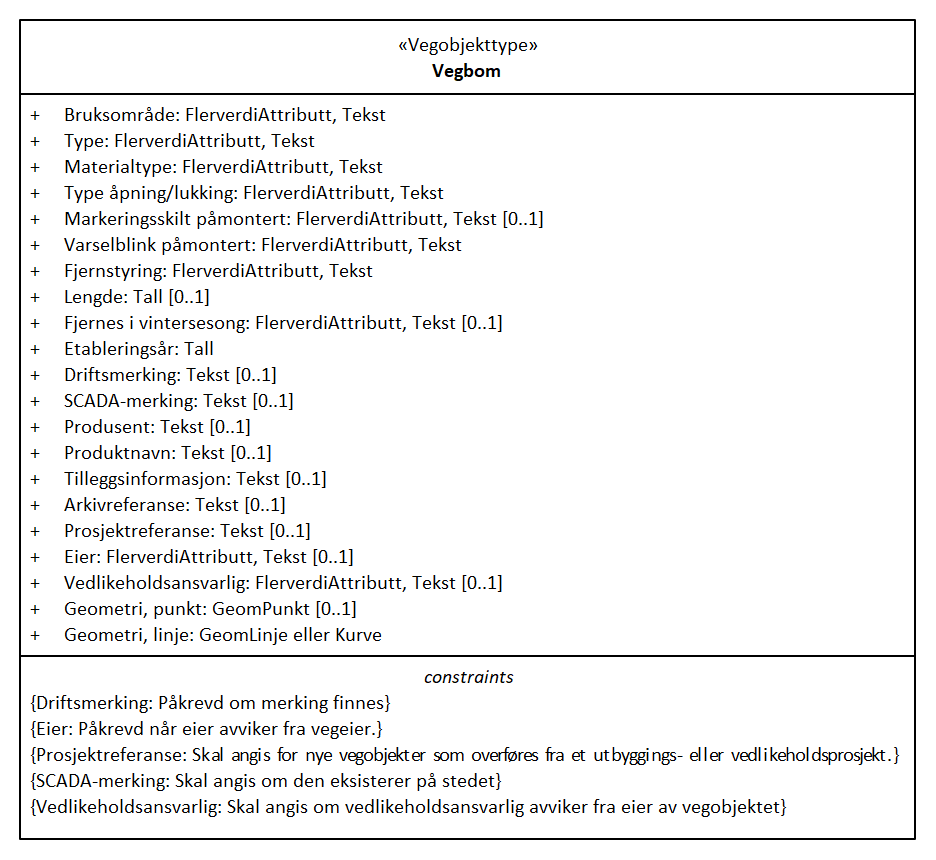 «Vegobjekttype»
Vegbom
+ Bruksområde: FlerverdiAttributt, Tekst
+ Type: FlerverdiAttributt, Tekst
+ Materialtype: FlerverdiAttributt, Tekst
+ Type åpning/lukking: FlerverdiAttributt, Tekst
+ Markeringsskilt påmontert: FlerverdiAttributt, Tekst [0..1]
+ Varselblink påmontert: FlerverdiAttributt, Tekst
+ Fjernstyring: FlerverdiAttributt, Tekst
+ Lengde: Tall [0..1]
+ Fjernes i vintersesong: FlerverdiAttributt, Tekst [0..1]
+ Etableringsår: Tall
+ Driftsmerking: Tekst [0..1]
+ SCADA-merking: Tekst [0..1]
+ Produsent: Tekst [0..1]
+ Produktnavn: Tekst [0..1]
+ Tilleggsinformasjon: Tekst [0..1]
+ Arkivreferanse: Tekst [0..1]
+ Prosjektreferanse: Tekst [0..1]
+ Eier: FlerverdiAttributt, Tekst [0..1]
+ Vedlikeholdsansvarlig: FlerverdiAttributt, Tekst [0..1]
+ Geometri, punkt: GeomPunkt [0..1]
+ Geometri, linje: GeomLinje eller Kurve
constraints
{Driftsmerking: Påkrevd om merking finnes}
{Eier: Påkrevd når eier avviker fra vegeier.}
{Prosjektreferanse: Skal angis for nye vegobjekter som overføres fra et utbyggings- eller vedlikeholdsprosjekt.}
{SCADA-merking: Skal angis om den eksisterer på stedet}
{Vedlikeholdsansvarlig: Skal angis om vedlikeholdsansvarlig avviker fra eier av vegobjektet}